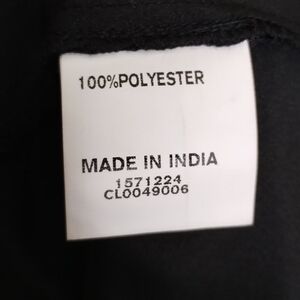 100%POLYESTER
MADE IN INDIA
1571224
CL0049006